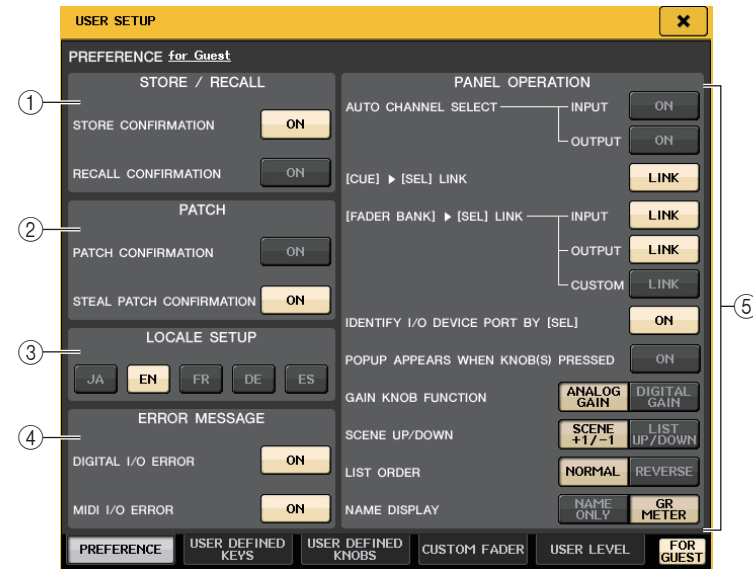 USER SETUP
PREFERENCE for Guest
STORE / RECALL
① STORE CONFIRMATION ON
RECALL CONFIRMATION ON
PATCH
② PATCH CONFIRMATION ON
STEAL PATCH CONFIRMATION ON
LOCALE SETUP
③ JA EN FR DE ES
ERROR MESSAGE
④ DIGITAL I/O ERROR ON
MIDI I/O ERROR ON
PANEL OPERATION
AUTO CHANNEL SELECT INPUT ON
OUTPUT ON
[CUE] ▶ [SEL] LINK LINK
[FADER BANK] ▶ [SEL] LINK INPUT LINK
OUTPUT LINK
CUSTOM LINK
⑤
IDENTIFY I/O DEVICE PORT BY [SEL] ON
POPUP APPEARS WHEN KNOB(S) PRESSED ON
GAIN KNOB FUNCTION ANALOG GAIN DIGITAL GAIN
SCENE UP/DOWN SCENE +1/-1 LIST UP/DOWN
LIST ORDER NORMAL REVERSE
NAME DISPLAY NAME ONLY GR METER
PREFERENCE USER DEFINED KEYS USER DEFINED KNOBS CUSTOM FADER USER LEVEL FOR GUEST